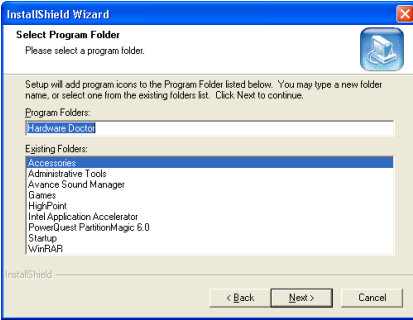 InstallShield Wizard
Select Program Folder
Please select a program folder.
Setup will add program icons to the Program Folder listed below. You may type a new folder
name, or select one from the existing folders list. Click Next to continue.
Program Folders:
Hardware Doctor
Existing Folders:
Accessories
Administrative Tools
Avance Sound Manager
Games
HighPoint
Intel Application Accelerator
PowerQuest PartitionMagic 6.0
Startup
WinRAR
InstallShield
< Back Next > Cancel